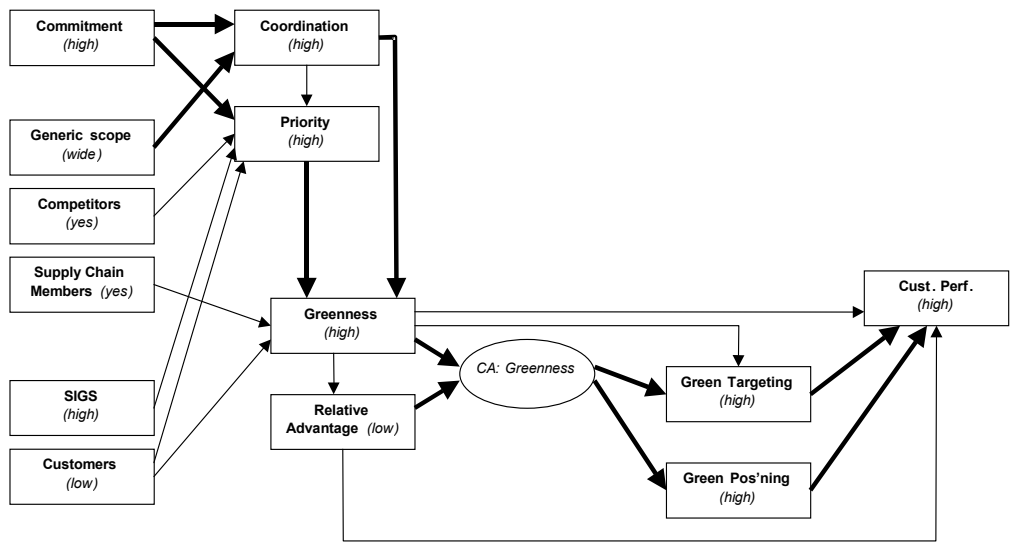 Commitment
(high)
Coordination
(high)
Generic scope
(wide)
Priority
(high)
Competitors
(yes)
Supply Chain
Members (yes)
Greenness
(high)
Cust. Perf.
(high)
CA: Greenness
Green Targeting
(high)
SIGS
(high)
Relative
Advantage (low)
Customers
(low)
Green Pos'ning
(high)